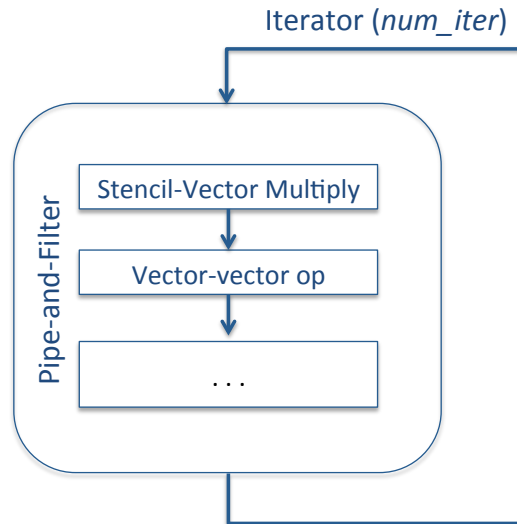 Iterator (num_iter)
Pipe-and-Filter
Stencil-Vector Multiply
Vector-vector op
. . .